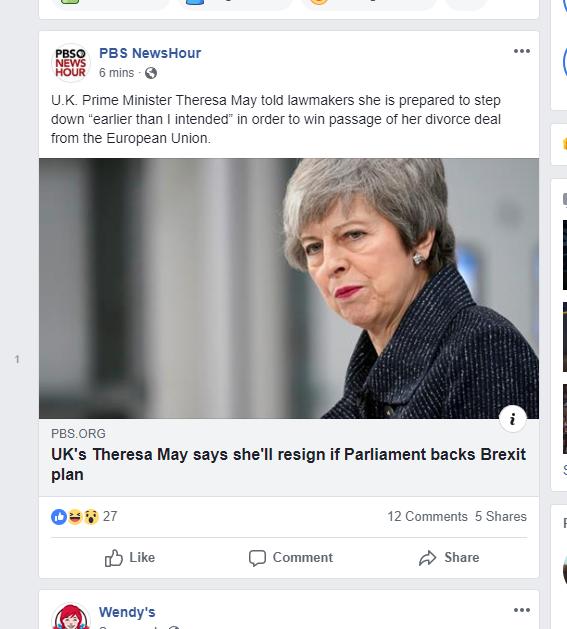 PBS
NEWS
HOUR
PBS NewsHour
6 mins ·
U.K. Prime Minister Theresa May told lawmakers she is prepared to step
down “earlier than I intended” in order to win passage of her divorce deal
from the European Union.
1
i
PBS.ORG
UK's Theresa May says she'll resign if Parliament backs Brexit
plan
27
12 Comments 5 Shares
Like
Comment
Share
Wendy's